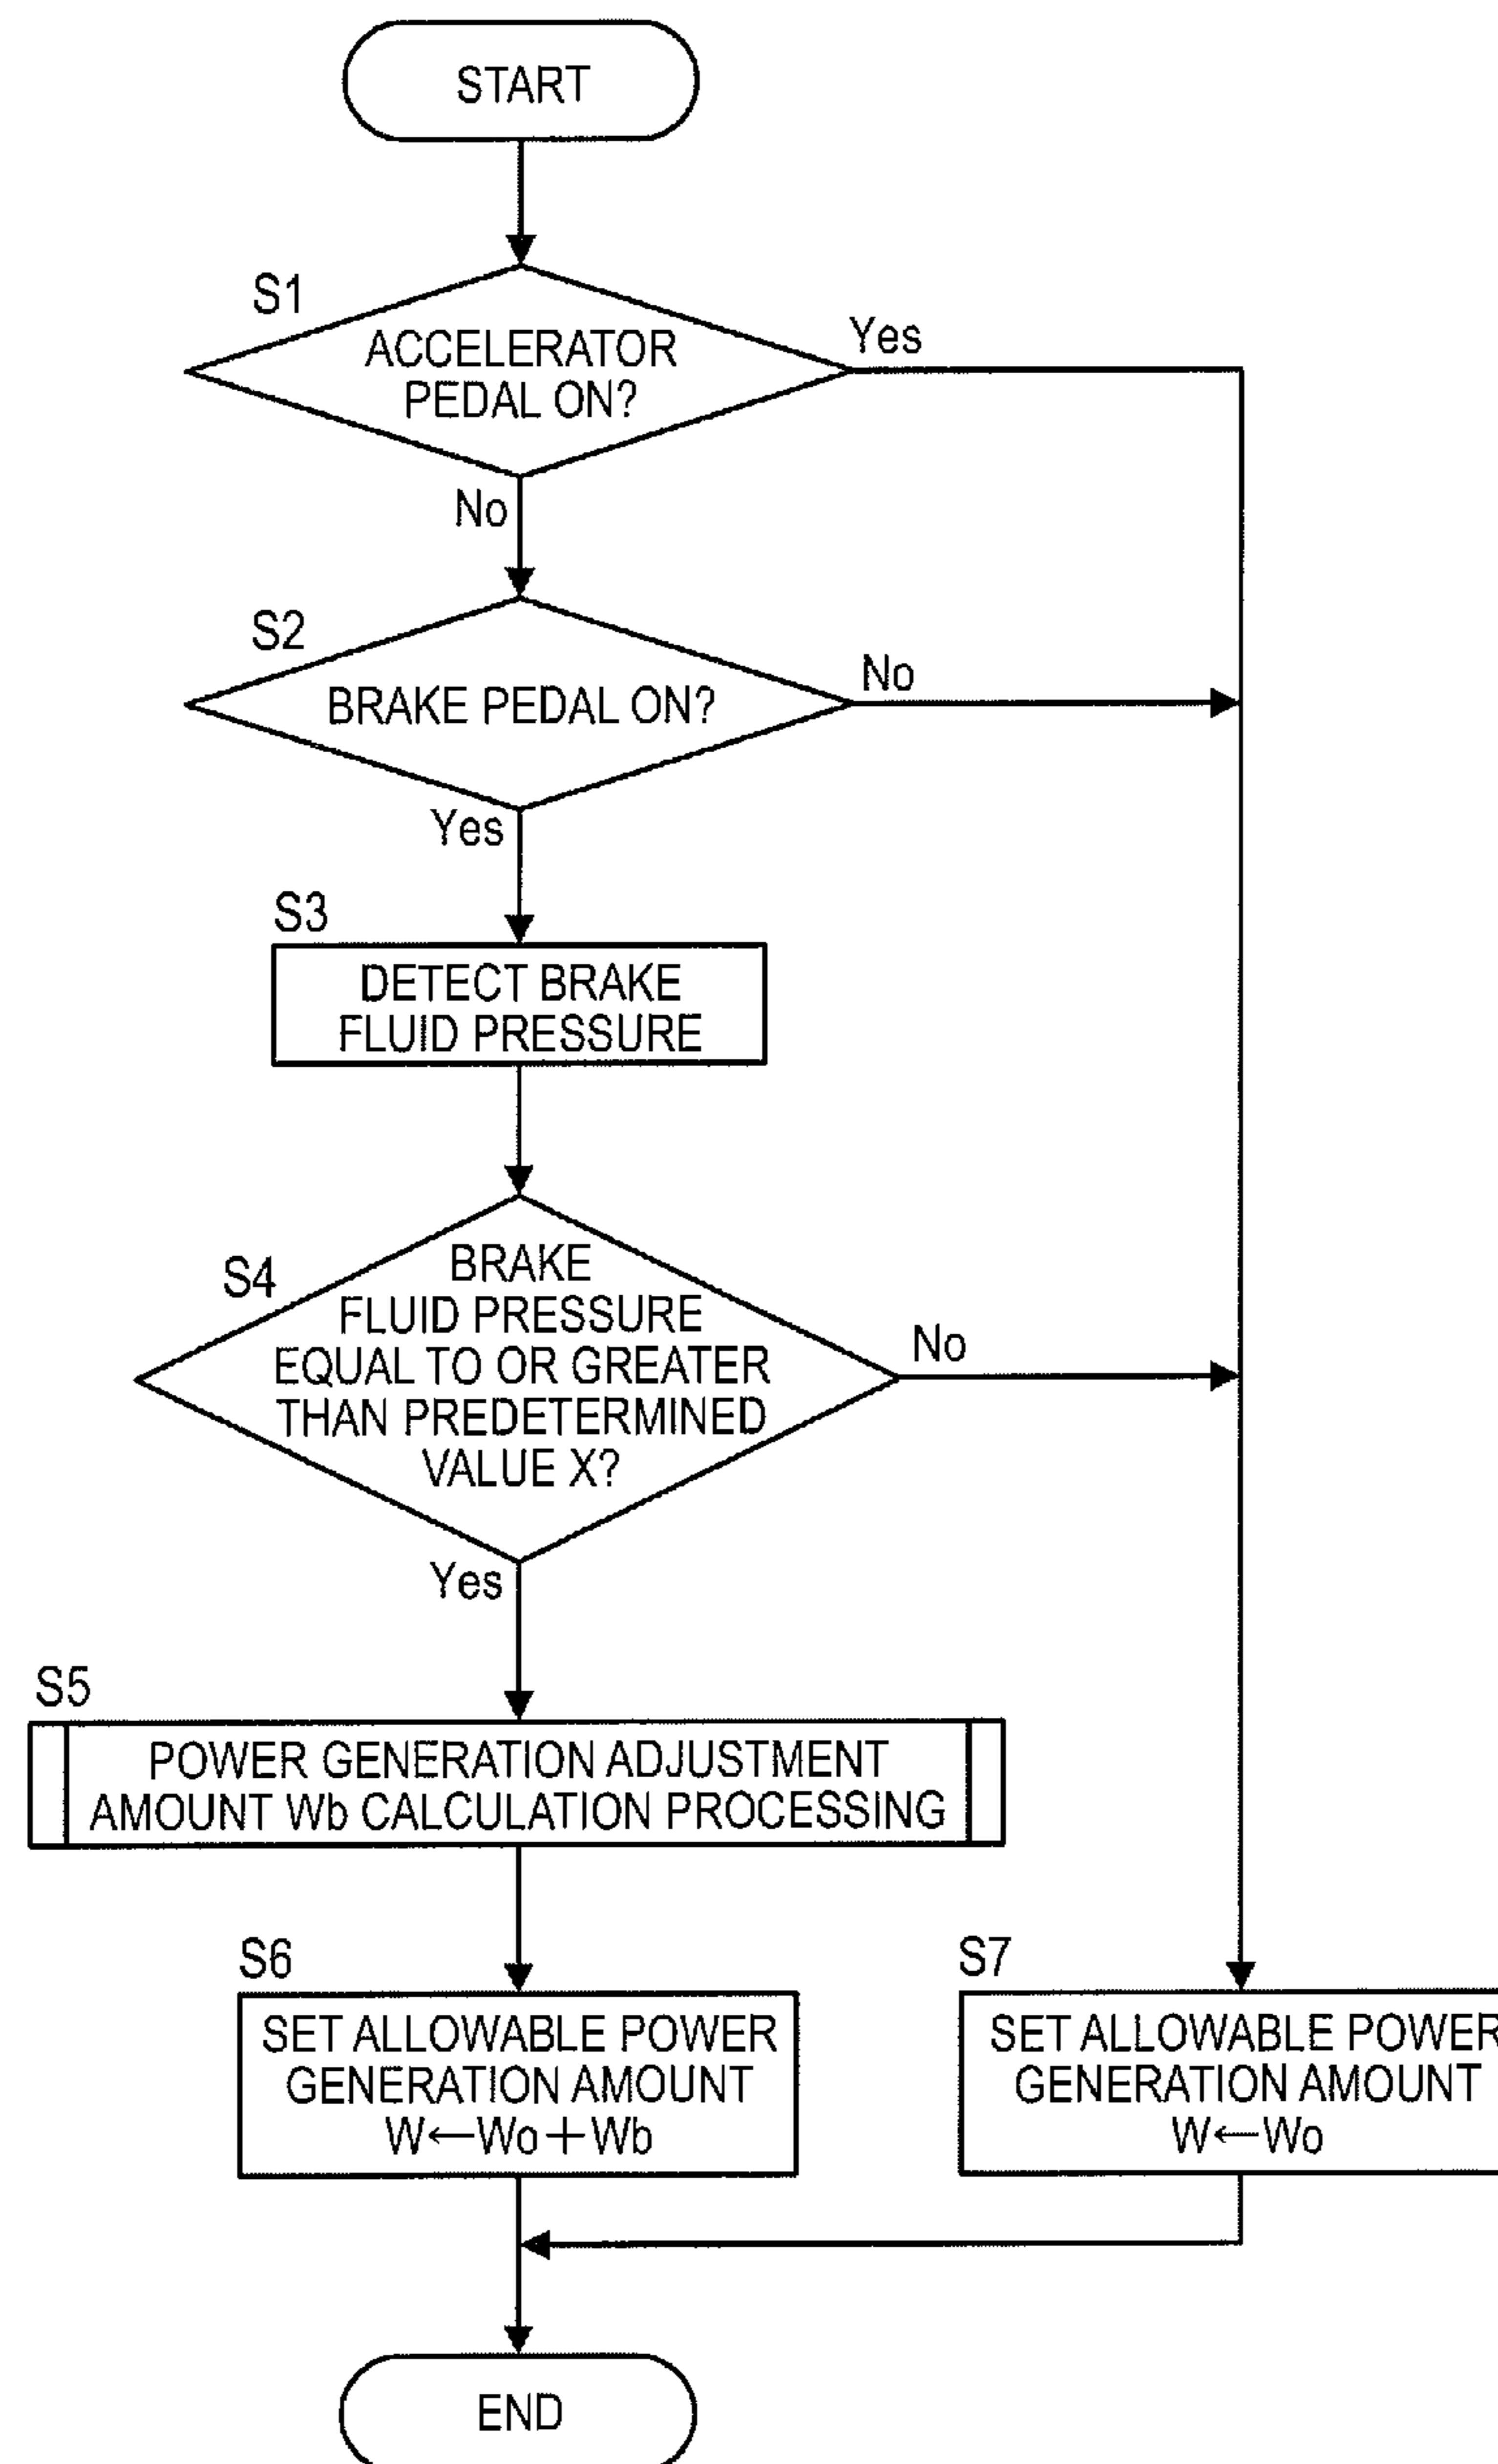 START
S1
ACCELERATOR
PEDAL ON?
Yes
No
S2
BRAKE PEDAL ON?
No
Yes
S3
DETECT BRAKE
FLUID PRESSURE
S4
BRAKE
FLUID PRESSURE
EQUAL TO OR GREATER
THAN PREDETERMINED
VALUE X?
No
Yes
S5
POWER GENERATION ADJUSTMENT
AMOUNT Wb CALCULATION PROCESSING
S6
SET ALLOWABLE POWER
GENERATION AMOUNT
W←Wo+Wb
S7
SET ALLOWABLE POWER
GENERATION AMOUNT
W←Wo
END